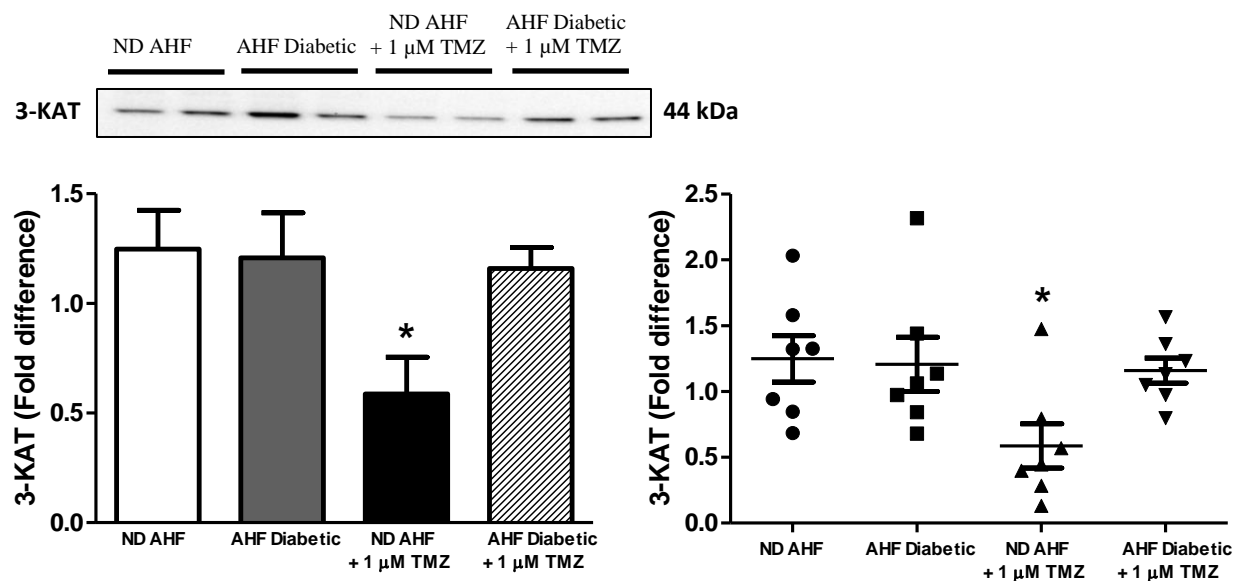 ND AHF
AHF Diabetic
ND AHF
+ 1 µM TMZ
AHF Diabetic
+ 1 µM TMZ
3-KAT
44 kDa
3-KAT (Fold difference)
1.5
1.0
0.5
0.0
*
ND AHF
AHF Diabetic
ND AHF
+ 1 µM TMZ
AHF Diabetic
+ 1 µM TMZ
3-KAT (Fold difference)
2.5
2.0
1.5
1.0
0.5
0.0
*
ND AHF
AHF Diabetic
ND AHF
+ 1 µM TMZ
AHF Diabetic
+ 1 µM TMZ